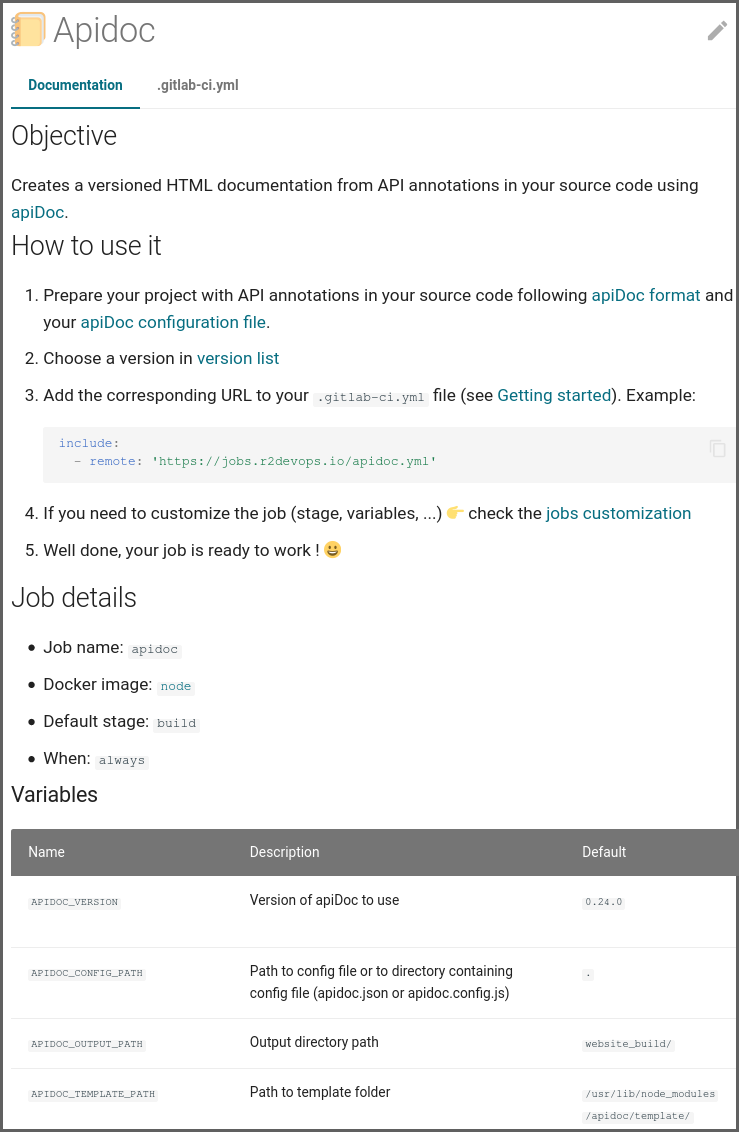 Apidoc
Documentation .gitlab-ci.yml
Objective
Creates a versioned HTML documentation from API annotations in your source code using
apiDoc.
How to use it
1. Prepare your project with API annotations in your source code following apiDoc format and
your apiDoc configuration file.
2. Choose a version in version list
3. Add the corresponding URL to your .gitlab-ci.yml file (see Getting started). Example:
include:
  - remote: 'https://jobs.r2devops.io/apidoc.yml'
4. If you need to customize the job (stage, variables, ...) 👉 check the jobs customization
5. Well done, your job is ready to work ! 😀
Job details
• Job name: apidoc
• Docker image: node
• Default stage: build
• When: always
Variables
Name Description Default
APIDOC_VERSION Version of apiDoc to use 0.24.0
APIDOC_CONFIG_PATH Path to config file or to directory containing .
config file (apidoc.json or apidoc.config.js)
APIDOC_OUTPUT_PATH Output directory path website_build/
APIDOC_TEMPLATE_PATH Path to template folder /usr/lib/node_modules
/apidoc/template/